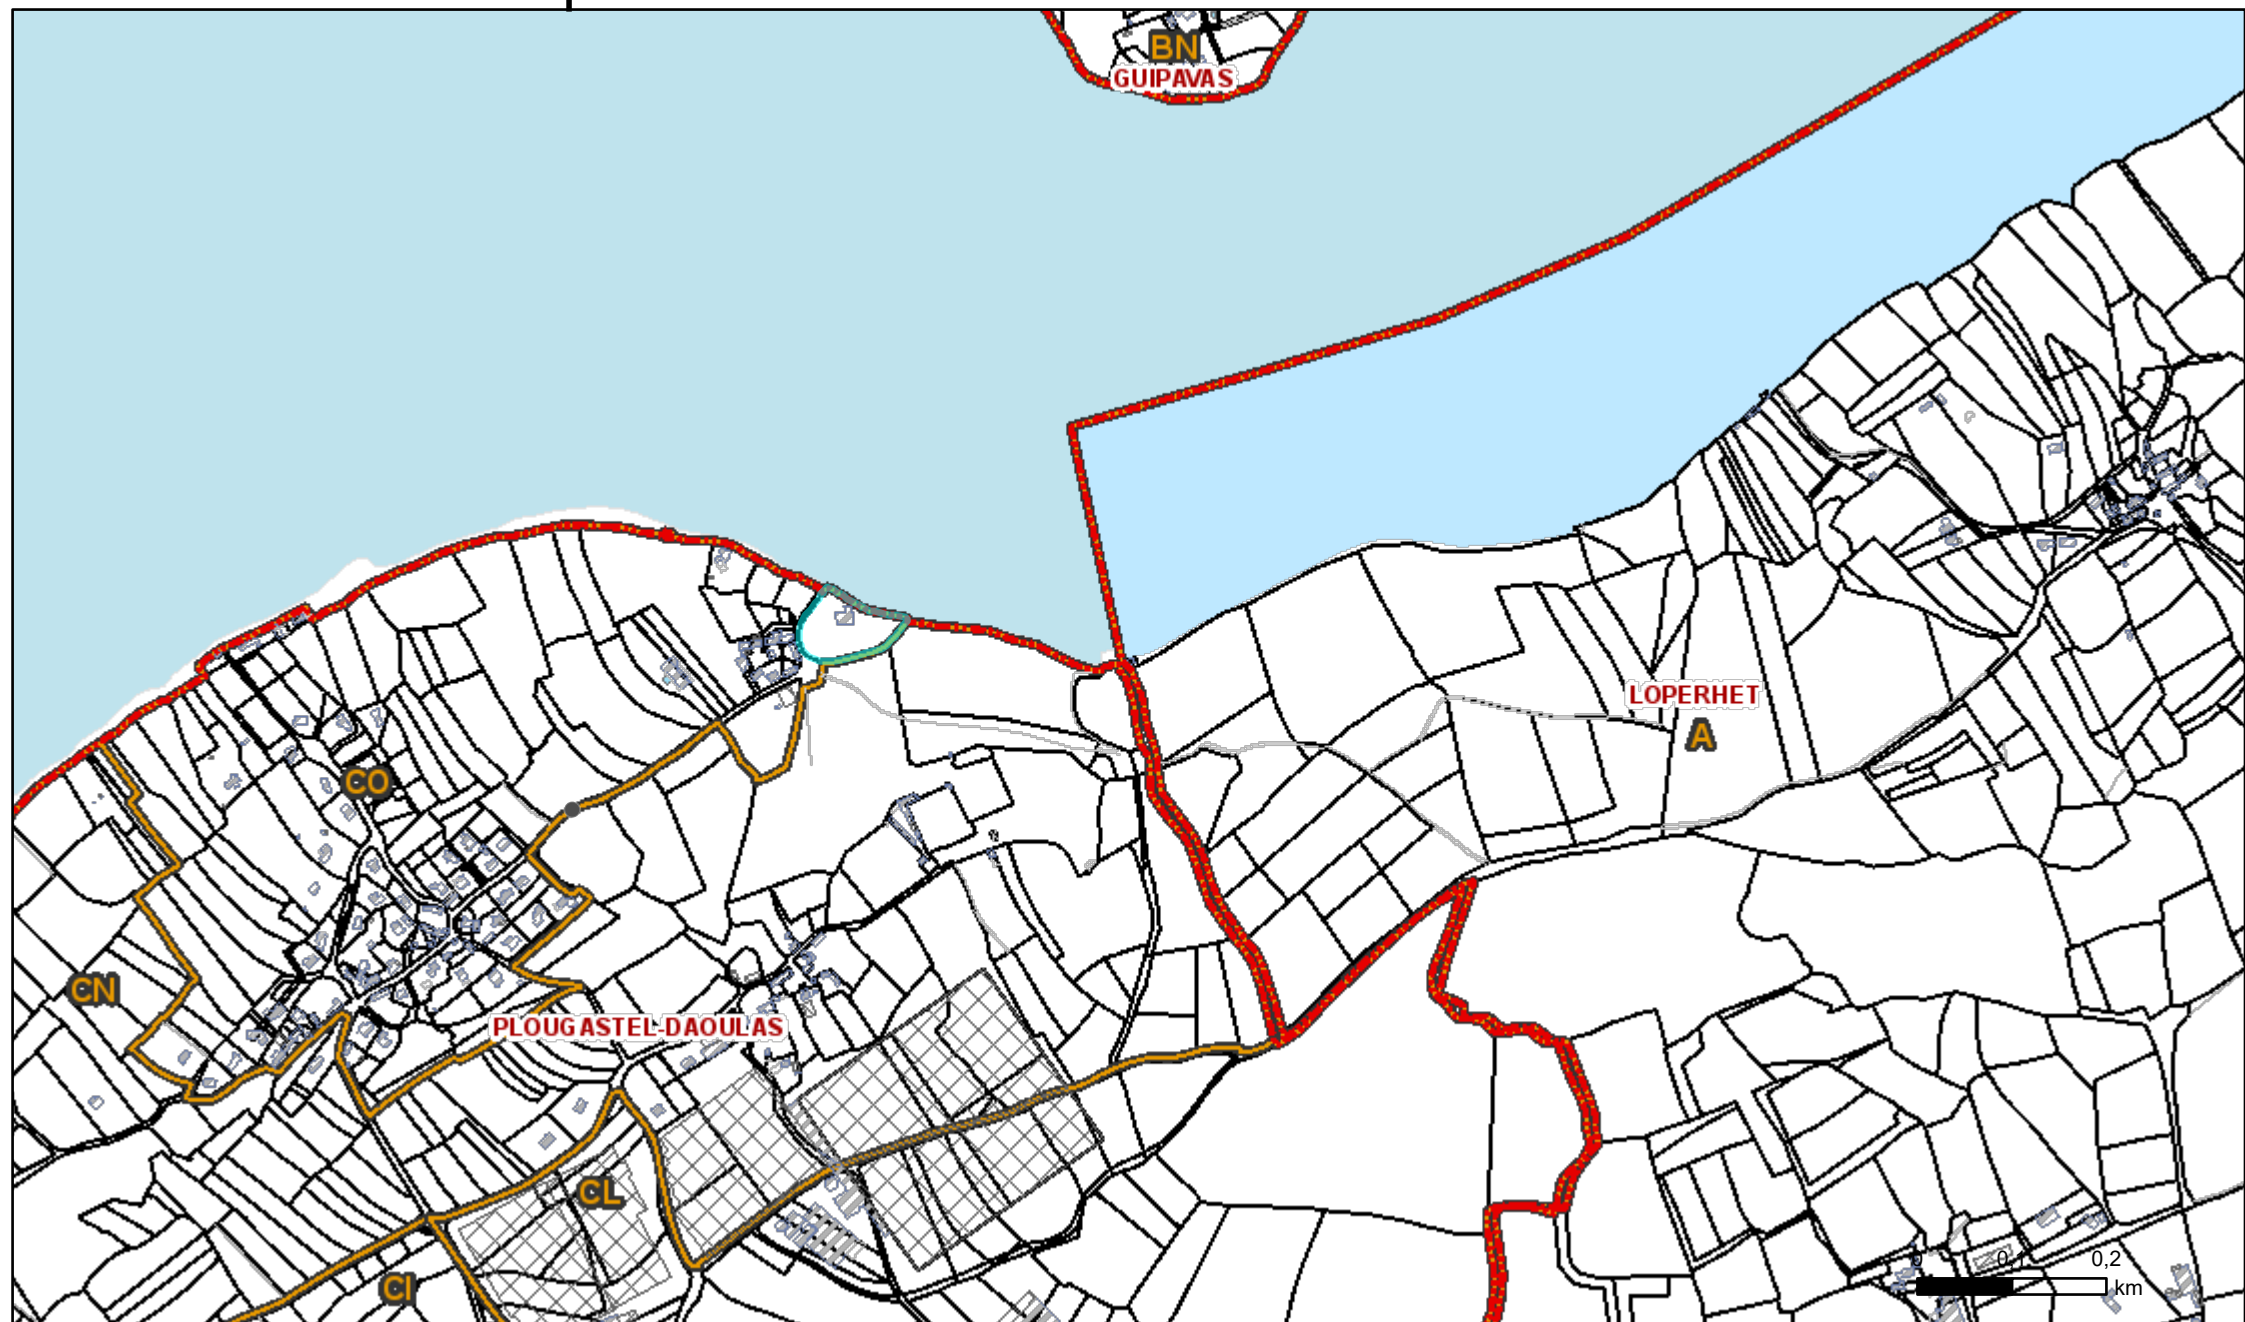 BN
GUIPAVAS
LOPERHET
A
CO
CN
PLOUGASTEL-DAOULAS
CL
CI
0 0,1 0,2
km